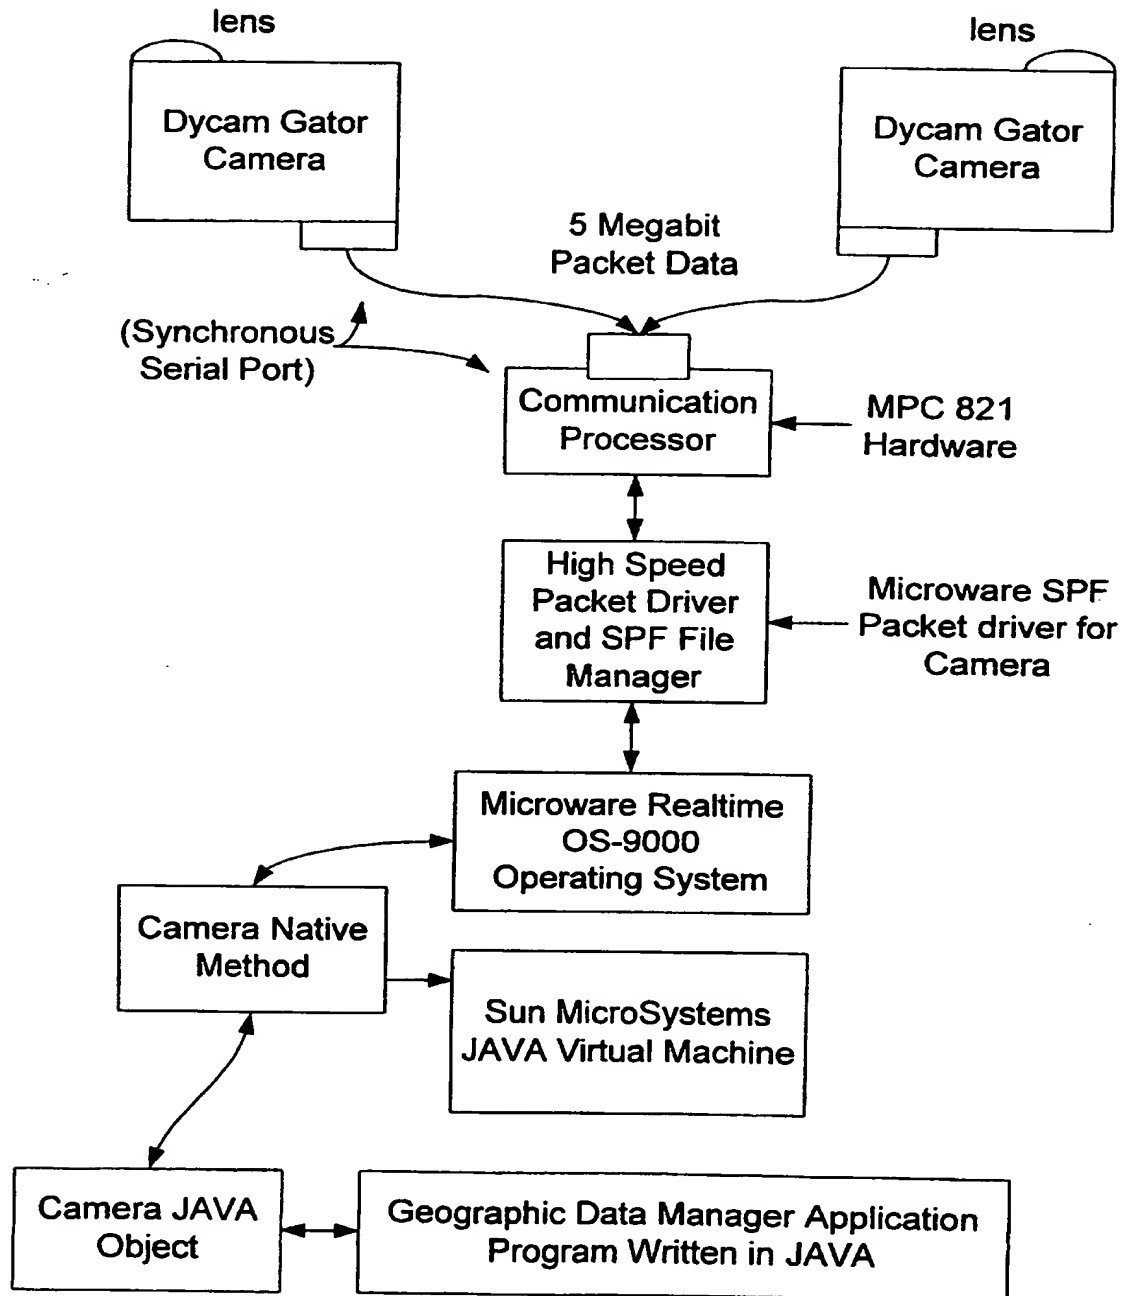 lens
lens
Dycam Gator
Camera
Dycam Gator
Camera
5 Megabit
Packet Data
(Synchronous
Serial Port)
Communication
Processor
MPC 821
Hardware
High Speed
Packet Driver
and SPF File
Manager
Microware SPF
Packet driver for
Camera
Microware Realtime
OS-9000
Operating System
Camera Native
Method
Sun MicroSystems
JAVA Virtual Machine
Camera JAVA
Object
Geographic Data Manager Application
Program Written in JAVA